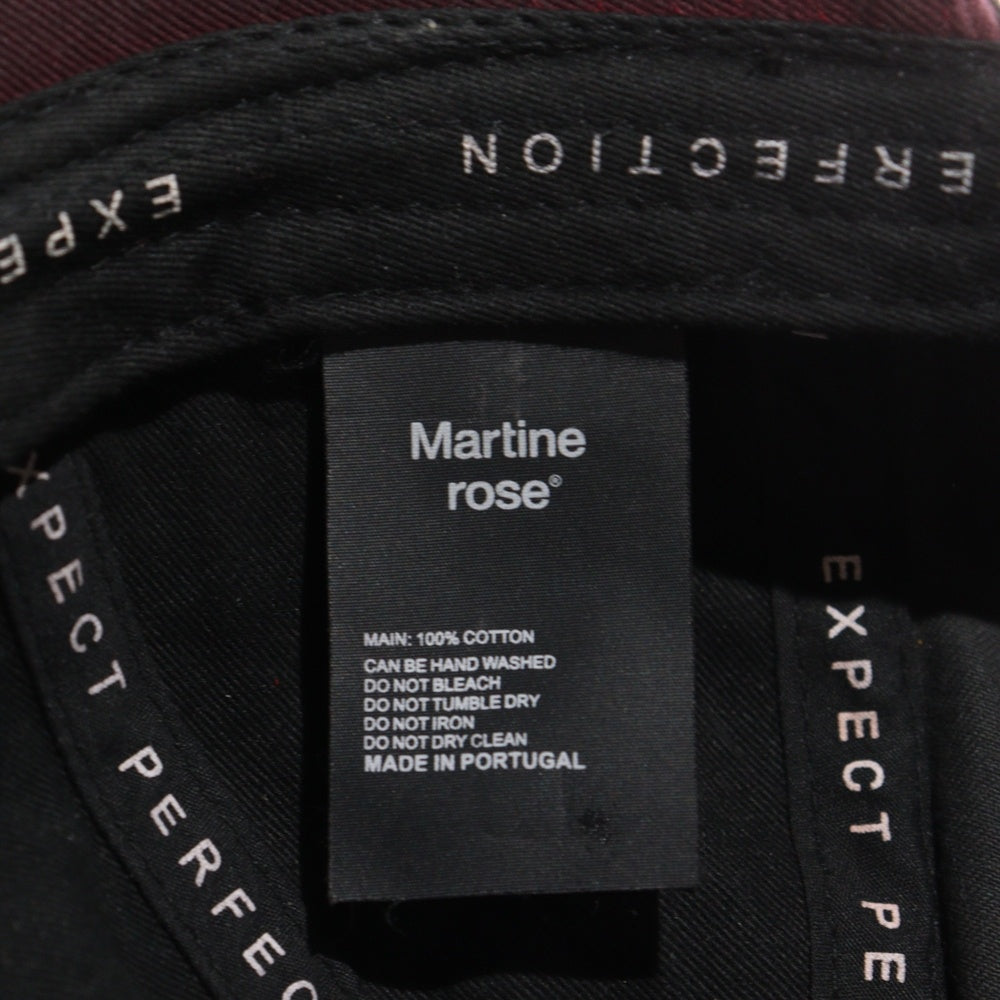 ERFECTION
EXPE
Martine
rose®
MAIN: 100% COTTON
CAN BE HAND WASHED
DO NOT BLEACH
DO NOT TUMBLE DRY
DO NOT IRON
DO NOT DRY CLEAN
MADE IN PORTUGAL
XPECT PERFEC
EXPECT PE